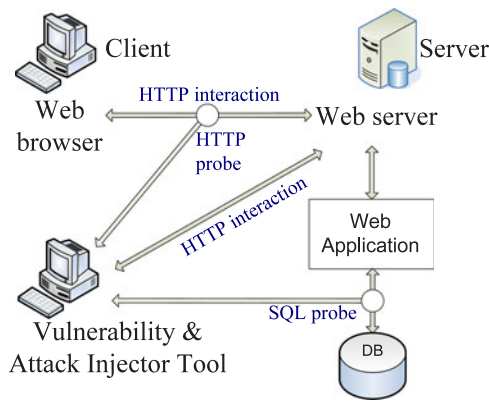 Client
Server
Web
browser
HTTP interaction
Web server
HTTP
probe
HTTP interaction
Web
Application
SQL probe
Vulnerability &
Attack Injector Tool
DB